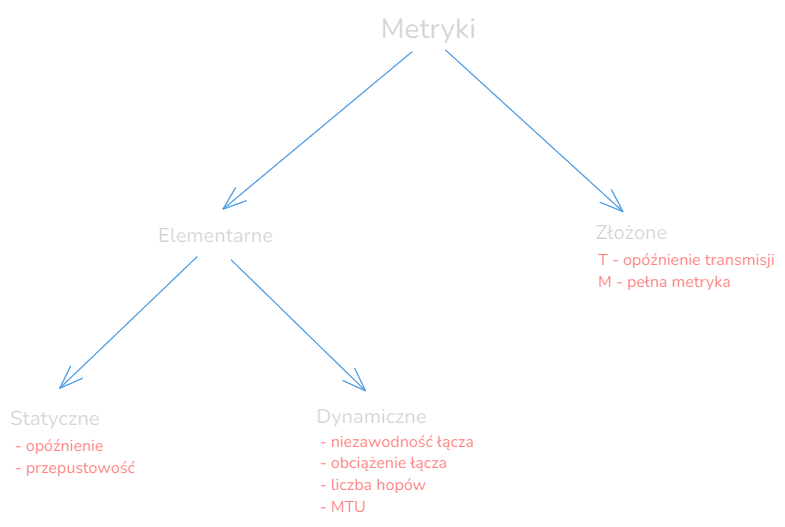 Metryki
Elementarne
Złożone
T - opóźnienie transmisji
M - pełna metryka
Statyczne
- opóźnienie
- przepustowość
Dynamiczne
- niezawodność łącza
- obciążenie łącza
- liczba hopów
- MTU